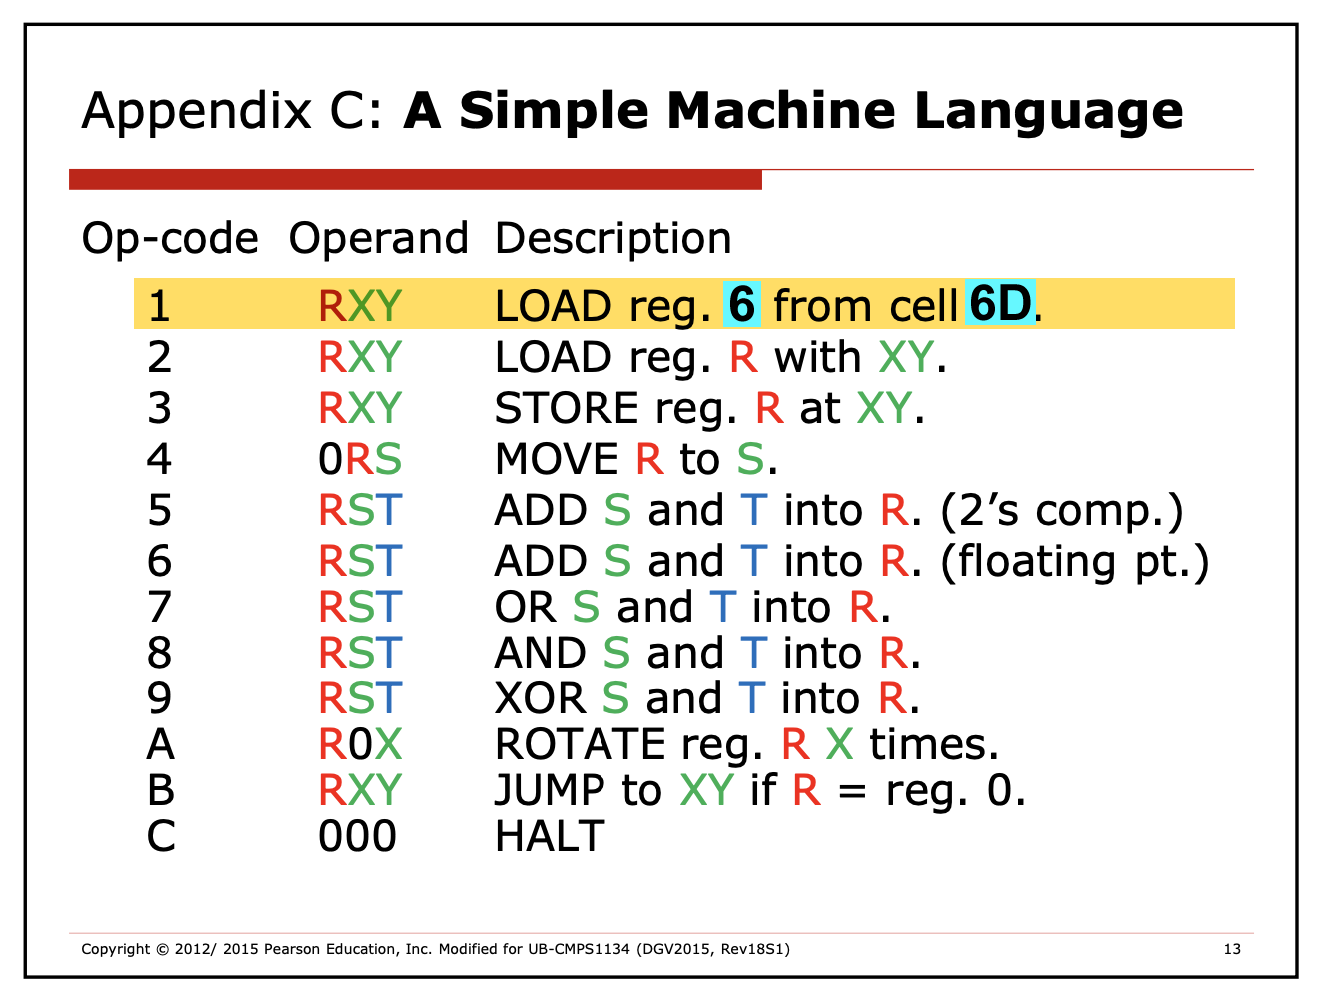 Appendix C: A Simple Machine Language
Op-code Operand Description
1 RXY LOAD reg. 6 from cell 6D.
2 RXY LOAD reg. R with XY.
3 RXY STORE reg. R at XY.
4 0RS MOVE R to S.
5 RST ADD S and T into R. (2’s comp.)
6 RST ADD S and T into R. (floating pt.)
7 RST OR S and T into R.
8 RST AND S and T into R.
9 RST XOR S and T into R.
A R0X ROTATE reg. R X times.
B RXY JUMP to XY if R = reg. 0.
C 000 HALT
Copyright © 2012/ 2015 Pearson Education, Inc. Modified for UB-CMPS1134 (DGV2015, Rev18S1) 13